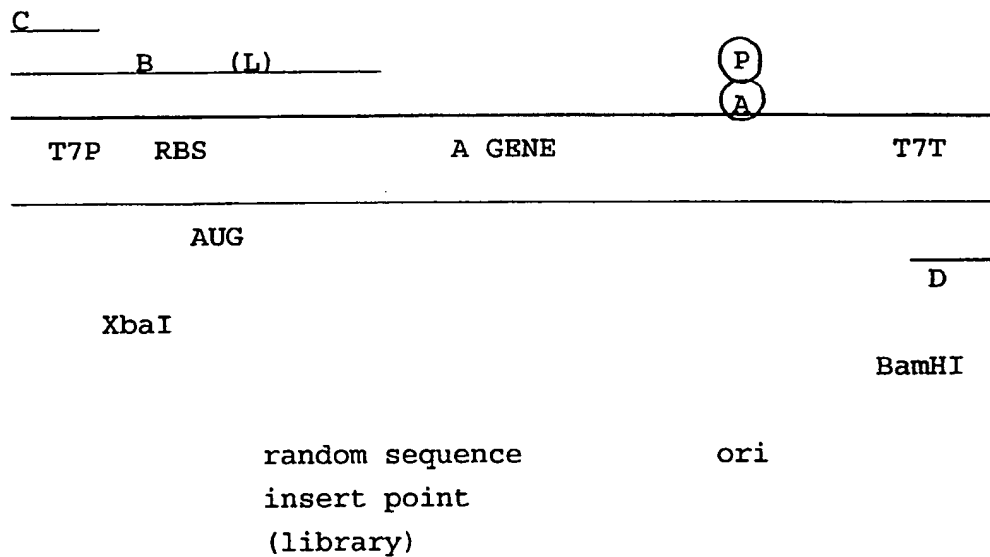 C
B (L) P
A
T7P RBS A GENE T7T
AUG
D
XbaI
BamHI
random sequence ori
insert point
(library)